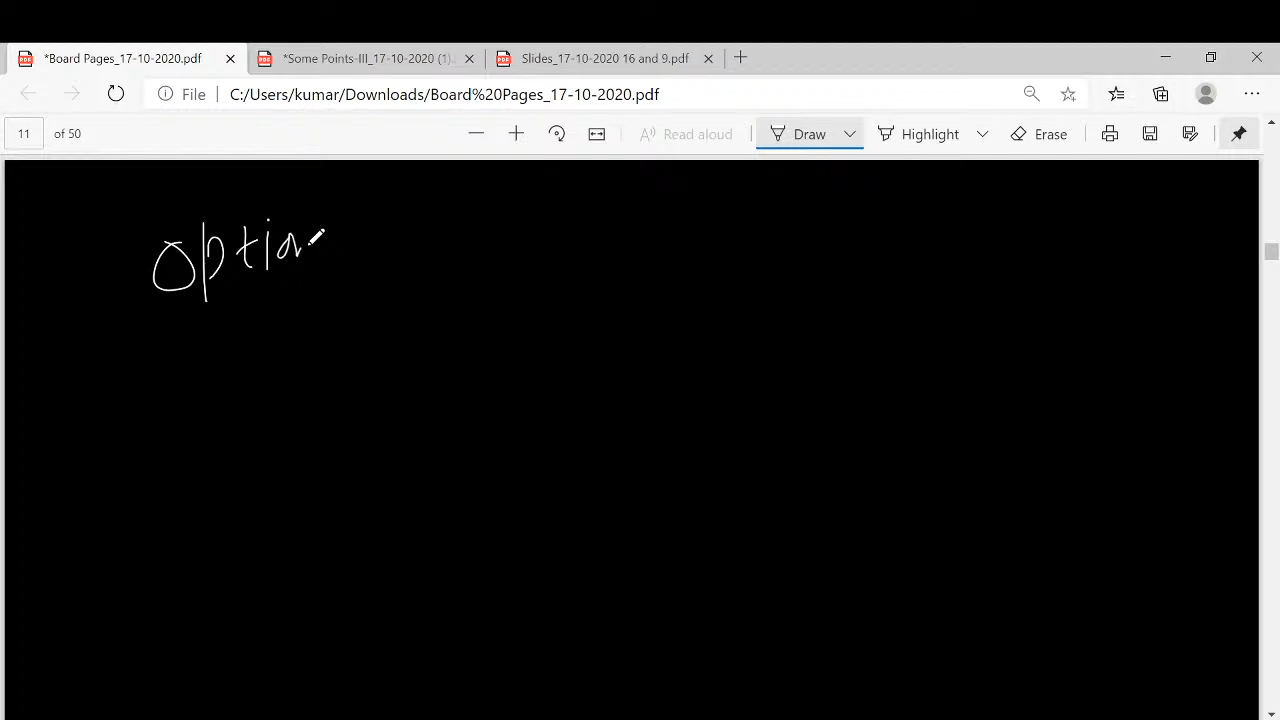 *Board Pages_17-10-2020.pdf
*Some Points-III_17-10-2020 (1).
Slides_17-10-2020 16 and 9.pdf
File
C:/Users/kumar/Downloads/Board%20Pages_17-10-2020.pdf
11 of 50
Read aloud
Draw
Highlight
Erase
Optio